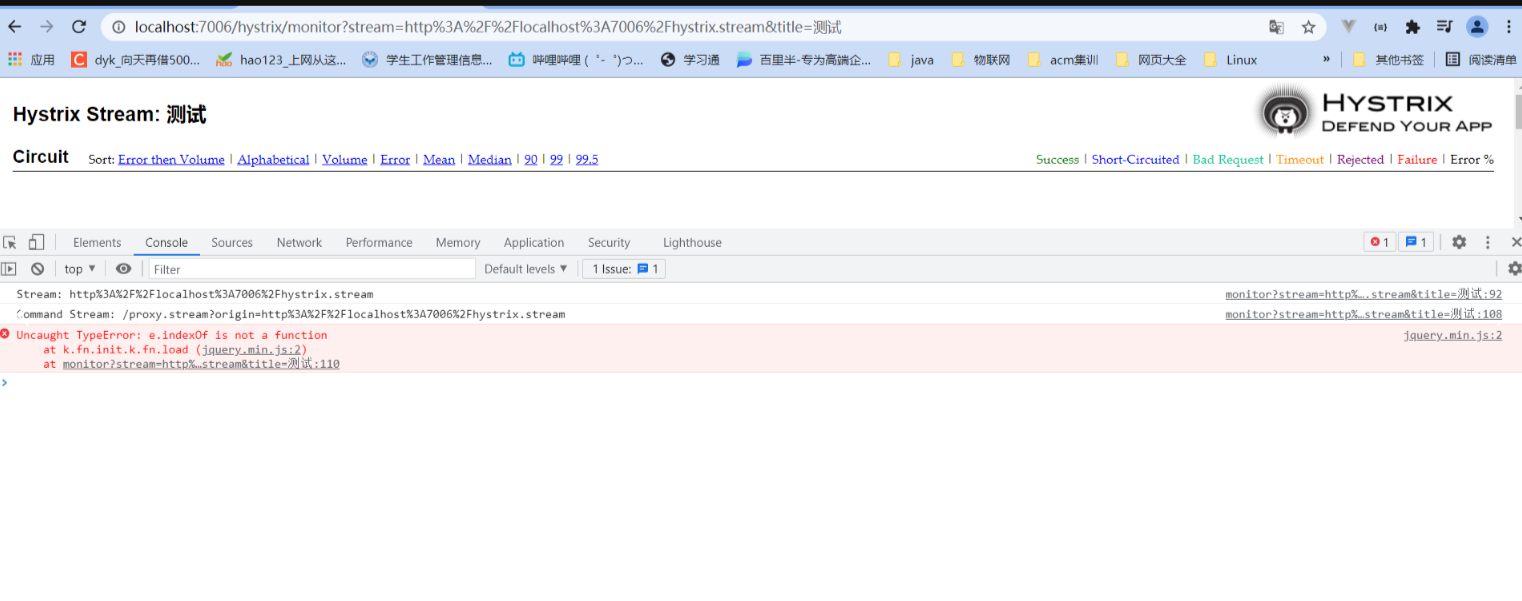 localhost:7006/hystrix/monitor?stream=http%3A%2F%2Flocalhost%3A7006%2Fhystrix.stream&title=测试
应用 dyk_向天再借500... hao123_上网从这... 学生工作管理信息... 哔哩哔哩 ( ゜- ゜)つ... 学习通 百里半-专为高端企... java 物联网 acm集训 网页大全 Linux » 其他书签 阅读清单
Hystrix Stream: 测试
HYSTRIX
DEFEND YOUR APP
Circuit Sort: Error then Volume | Alphabetical | Volume | Error | Mean | Median | 90 | 99 | 99.5
Success | Short-Circuited | Bad Request | Timeout | Rejected | Failure | Error %
Elements Console Sources Network Performance Memory Application Security Lighthouse 1 1
top ▼ Filter Default levels ▼ 1 Issue: 1
Stream: http%3A%2F%2Flocalhost%3A7006%2Fhystrix.stream monitor?stream=http%….stream&title=测试:92
Command Stream: /proxy.stream?origin=http%3A%2F%2Flocalhost%3A7006%2Fhystrix.stream monitor?stream=http%…stream&title=测试:108
Uncaught TypeError: e.indexOf is not a function jquery.min.js:2
at k.fn.init.k.fn.load (jquery.min.js:2)
at monitor?stream=http%…stream&title=测试:110